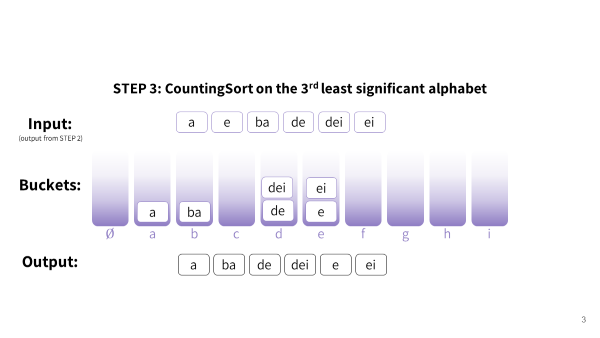 STEP 3: CountingSort on the 3rd least significant alphabet
Input:
(output from STEP 2)
a e ba de dei ei
Buckets:
dei ei
a ba de e
Ø a b c d e f g h i
Output:
a ba de dei e ei
3